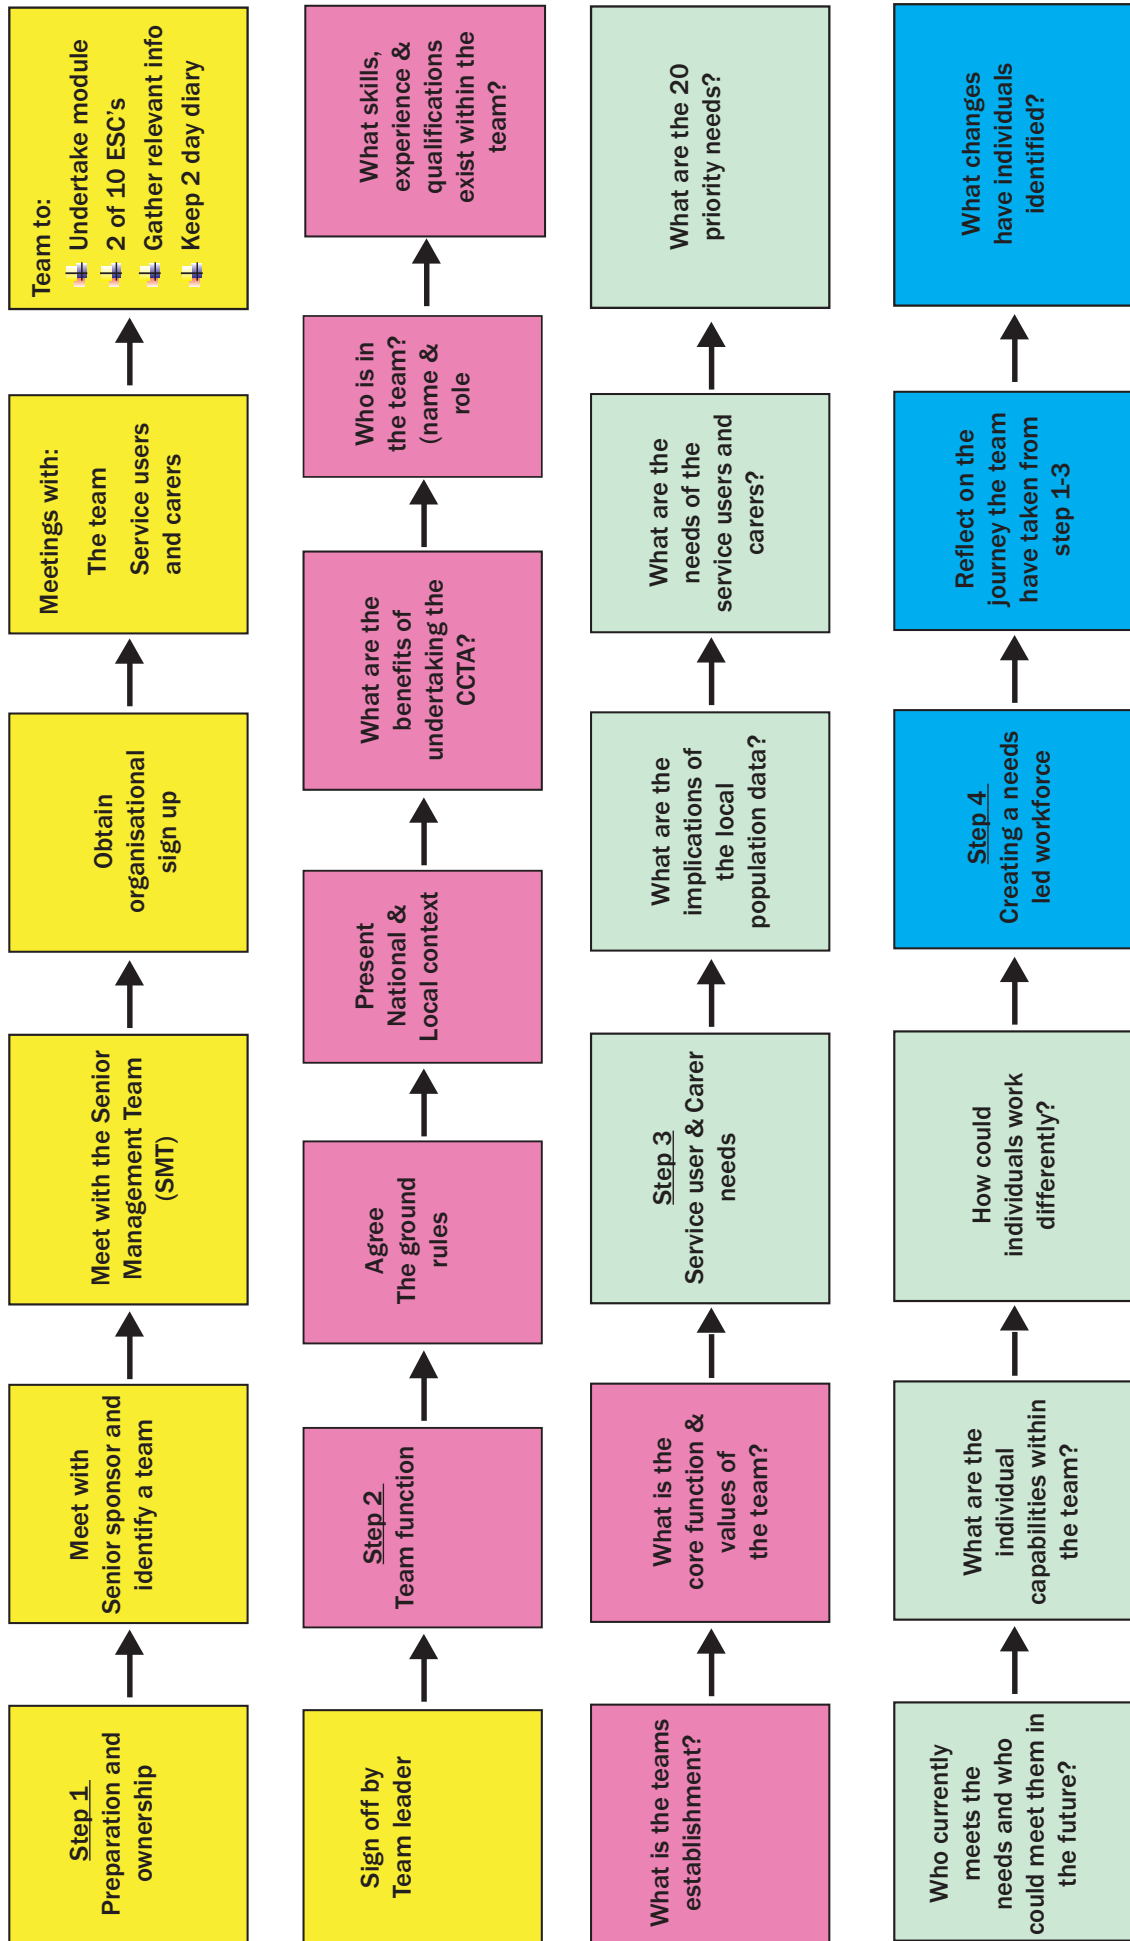 Step 1
Preparation and
ownership
Meet with
Senior sponsor and
identify a team
Meet with the Senior
Management Team
(SMT)
Obtain
organisational
sign up
Meetings with:
The team
Service users
and carers
Team to:
Undertake module
2 of 10 ESC's
Gather relevant info
Keep 2 day diary
Sign off by
Team leader
Step 2
Team function
Agree
The ground
rules
Present
National &
Local context
What are the
benefits of
undertaking the
CCTA?
Who is in
the team?
(name &
role
What skills,
experience &
qualifications
exist within the
team?
What is the teams
establishment?
What is the
core function &
values of
the team?
Step 3
Service user & Carer
needs
What are the
implications of
the local
population data?
What are the
needs of the
service users and
carers?
What are the 20
priority needs?
Who currently
meets the
needs and who
could meet them in
the future?
What are the
individual
capabilities within
the team?
How could
individuals work
differently?
Step 4
Creating a needs
led workforce
Reflect on the
journey the team
have taken from
step 1-3
What changes
have individuals
identified?